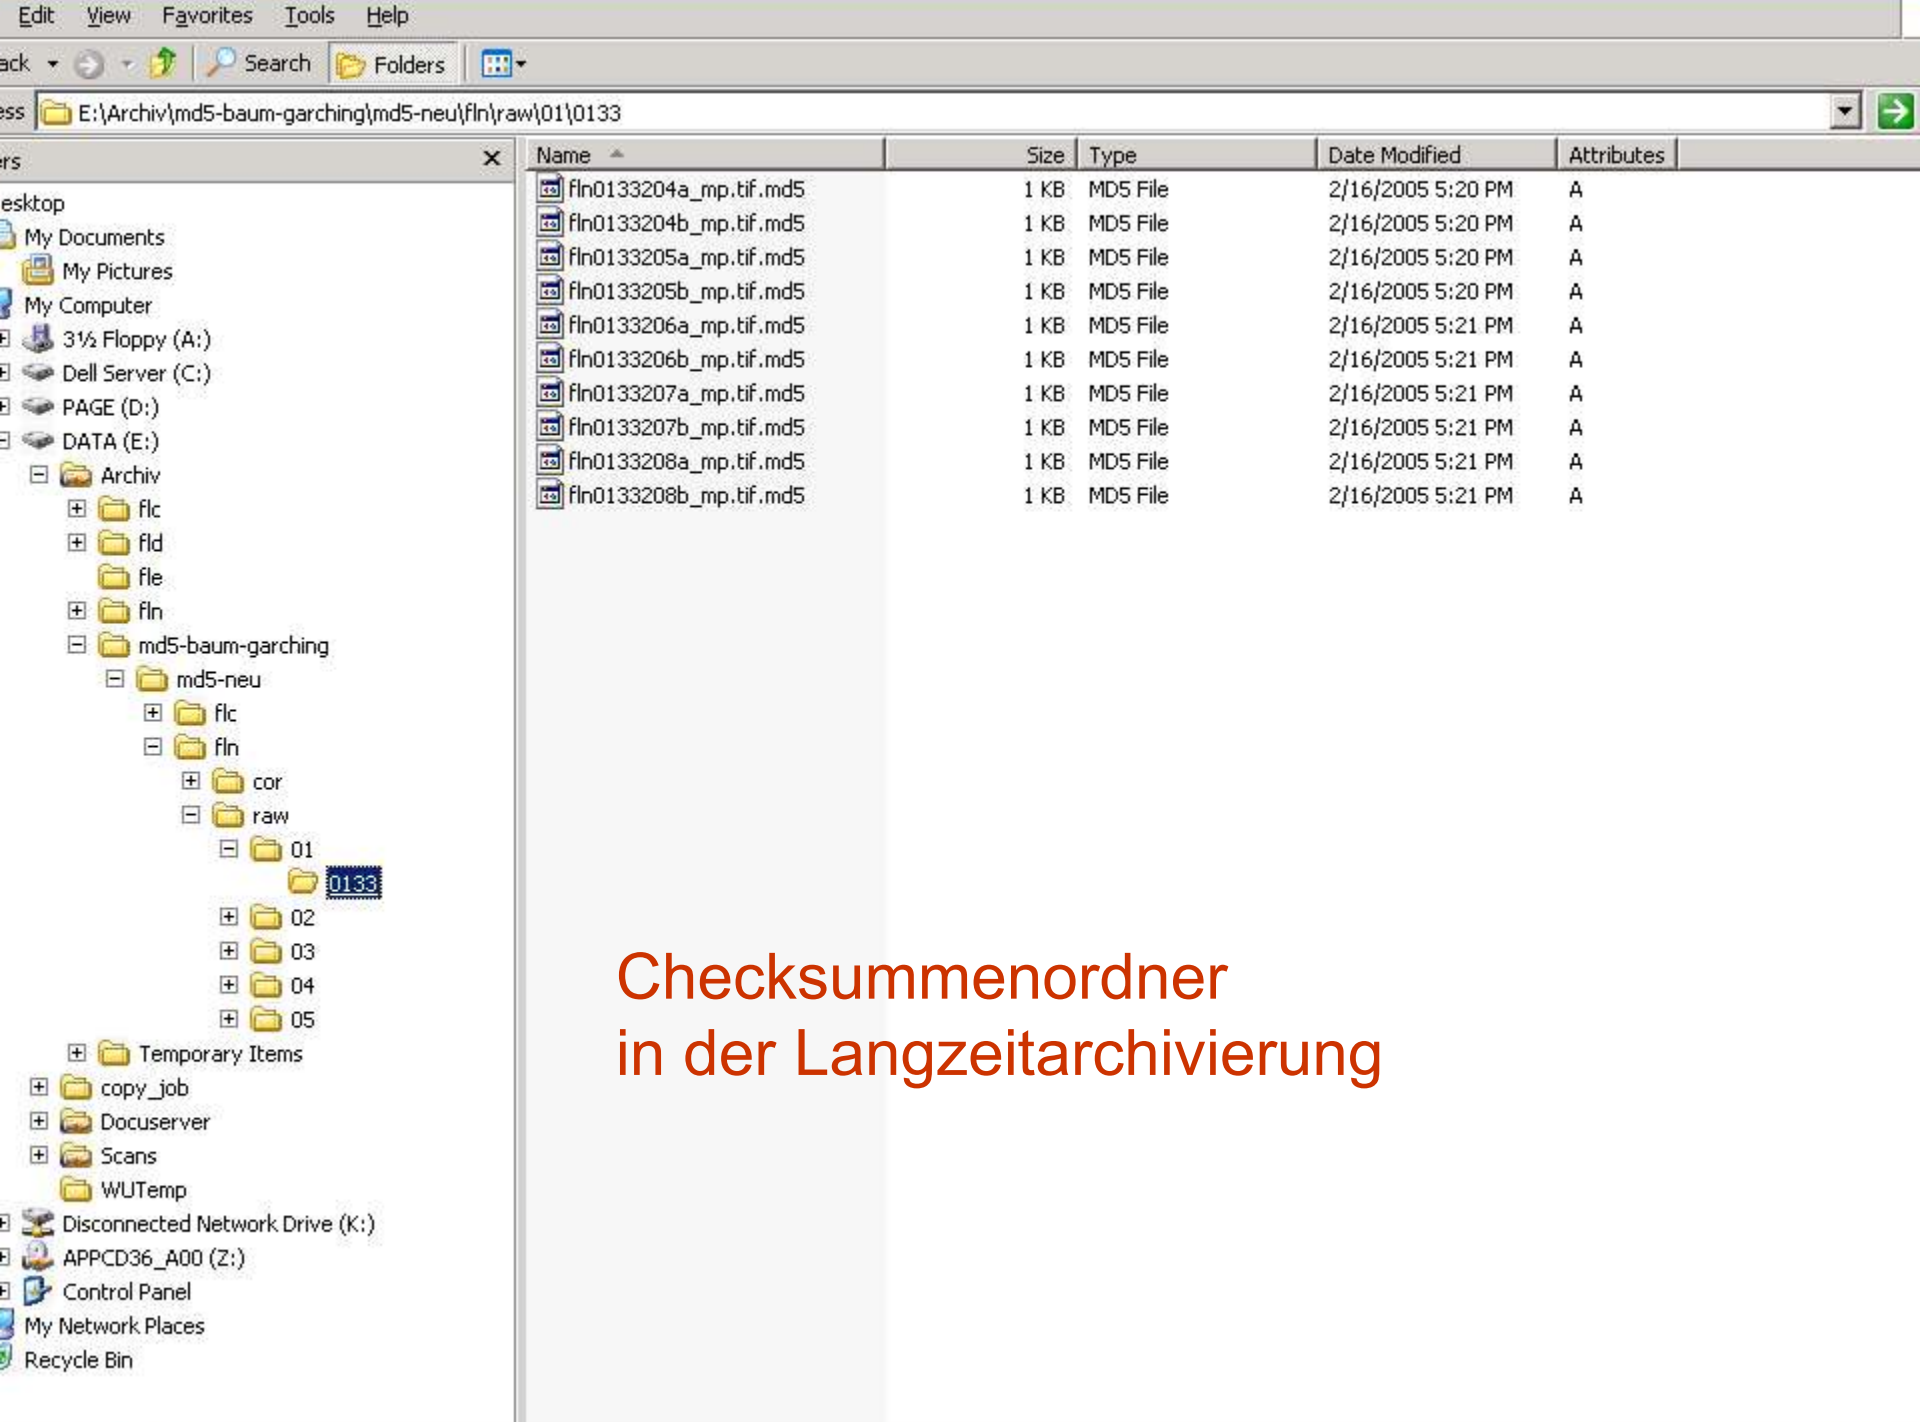 Edit View Favorites Tools Help
ack Search Folders
ess E:\Archiv\md5-baum-garching\md5-neu\fln\raw\01\0133
ers
Name Size Type Date Modified Attributes
fln0133204a_mp.tif.md5 1 KB MD5 File 2/16/2005 5:20 PM A
fln0133204b_mp.tif.md5 1 KB MD5 File 2/16/2005 5:20 PM A
fln0133205a_mp.tif.md5 1 KB MD5 File 2/16/2005 5:20 PM A
fln0133205b_mp.tif.md5 1 KB MD5 File 2/16/2005 5:20 PM A
fln0133206a_mp.tif.md5 1 KB MD5 File 2/16/2005 5:21 PM A
fln0133206b_mp.tif.md5 1 KB MD5 File 2/16/2005 5:21 PM A
fln0133207a_mp.tif.md5 1 KB MD5 File 2/16/2005 5:21 PM A
fln0133207b_mp.tif.md5 1 KB MD5 File 2/16/2005 5:21 PM A
fln0133208a_mp.tif.md5 1 KB MD5 File 2/16/2005 5:21 PM A
fln0133208b_mp.tif.md5 1 KB MD5 File 2/16/2005 5:21 PM A
esktop
My Documents
My Pictures
My Computer
3½ Floppy (A:)
Dell Server (C:)
PAGE (D:)
DATA (E:)
Archiv
flc
fld
fle
fln
md5-baum-garching
md5-neu
flc
fln
cor
raw
01
0133
02
03
04
05
Temporary Items
copy_job
Docuserver
Scans
WUTemp
Disconnected Network Drive (K:)
APPCD36_A00 (Z:)
Control Panel
My Network Places
Recycle Bin
Checksummenordner
in der Langzeitarchivierung